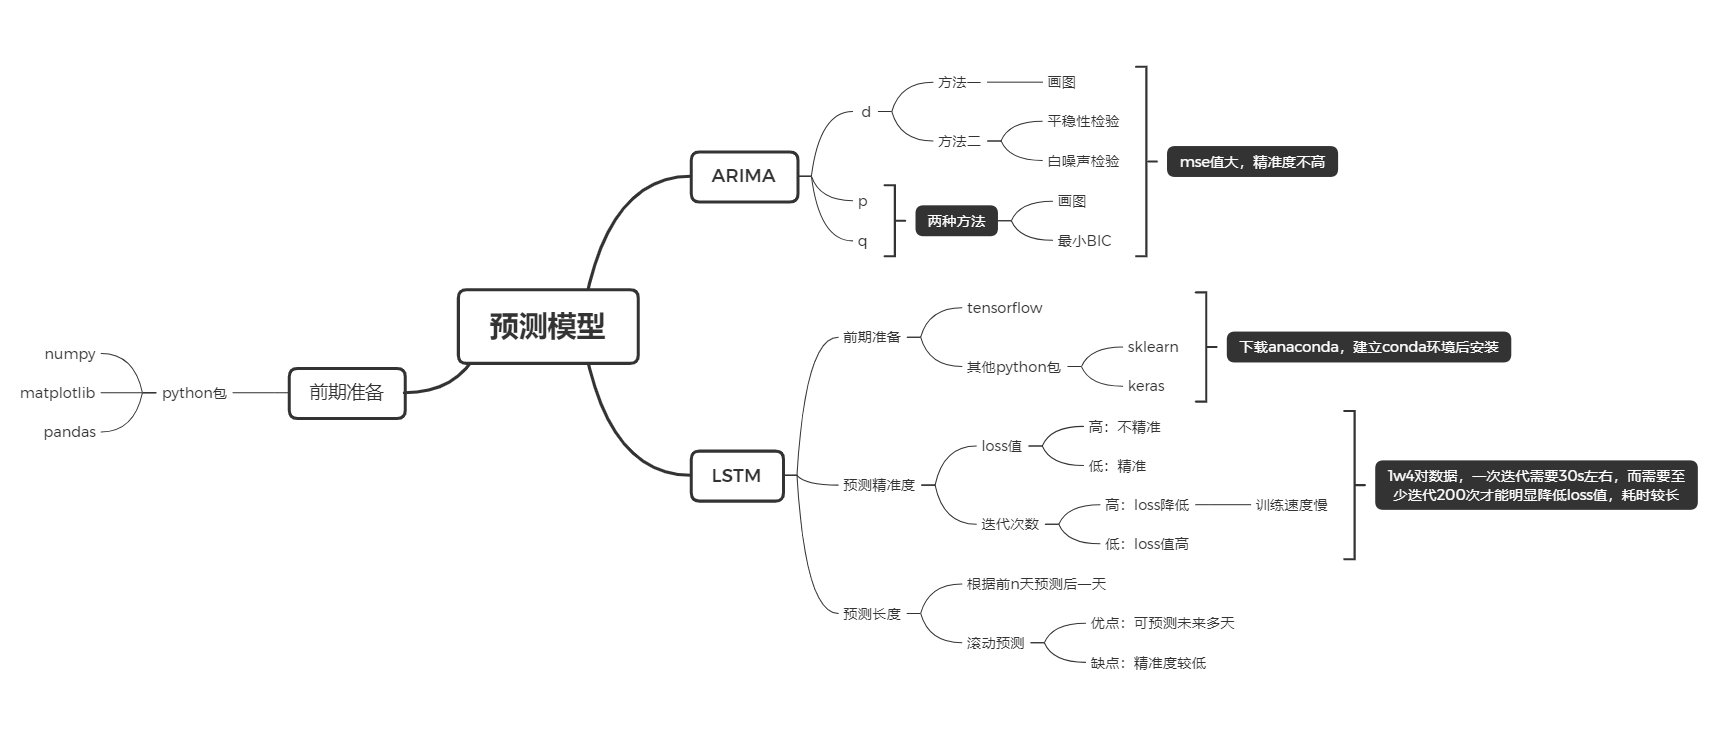 预测模型
前期准备
python包
numpy
matplotlib
pandas
ARIMA
d
方法一
画图
方法二
平稳性检验
白噪声检验
p
q
两种方法
画图
最小BIC
mse值大，精准度不高
LSTM
前期准备
tensorflow
其他python包
sklearn
keras
下载anaconda，建立conda环境后安装
预测精准度
loss值
高：不精准
低：精准
迭代次数
高：loss降低
训练速度慢
低：loss值高
1w4对数据，一次迭代需要30s左右，而需要至
少迭代200次才能明显降低loss值，耗时较长
预测长度
根据前n天预测后一天
滚动预测
优点：可预测未来多天
缺点：精准度较低